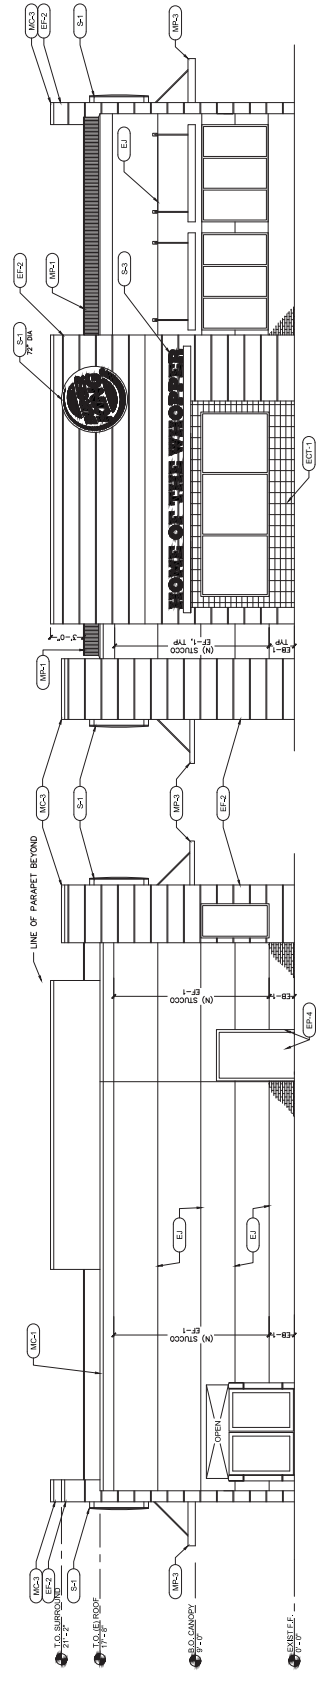 MC-3
EF-2
S-1
MC-1
LINE OF PARAPET BEYOND
MC-3
S-1
T.O. SURROUND
21'-2"
T.O. (E) ROOF
17'-8"
(N) STUCCO
EF-1
EJ
EJ
(N) STUCCO
EF-1
MP-3
MP-3
EF-2
B.O. CANOPY
9'-0"
OPEN
EB-1
EB-1
EP-4
EXIST F.F.
0'-0"
MP-1
3'-0"
S-1
72" DIA
EF-2
MP-1
MC-3
EF-2
S-1
BURGER
KING
S-3
EJ
MP-3
HOME OF THE WHOPPER
(N) STUCCO
EF-1, TYP
EB-1
TYP
ECT-1